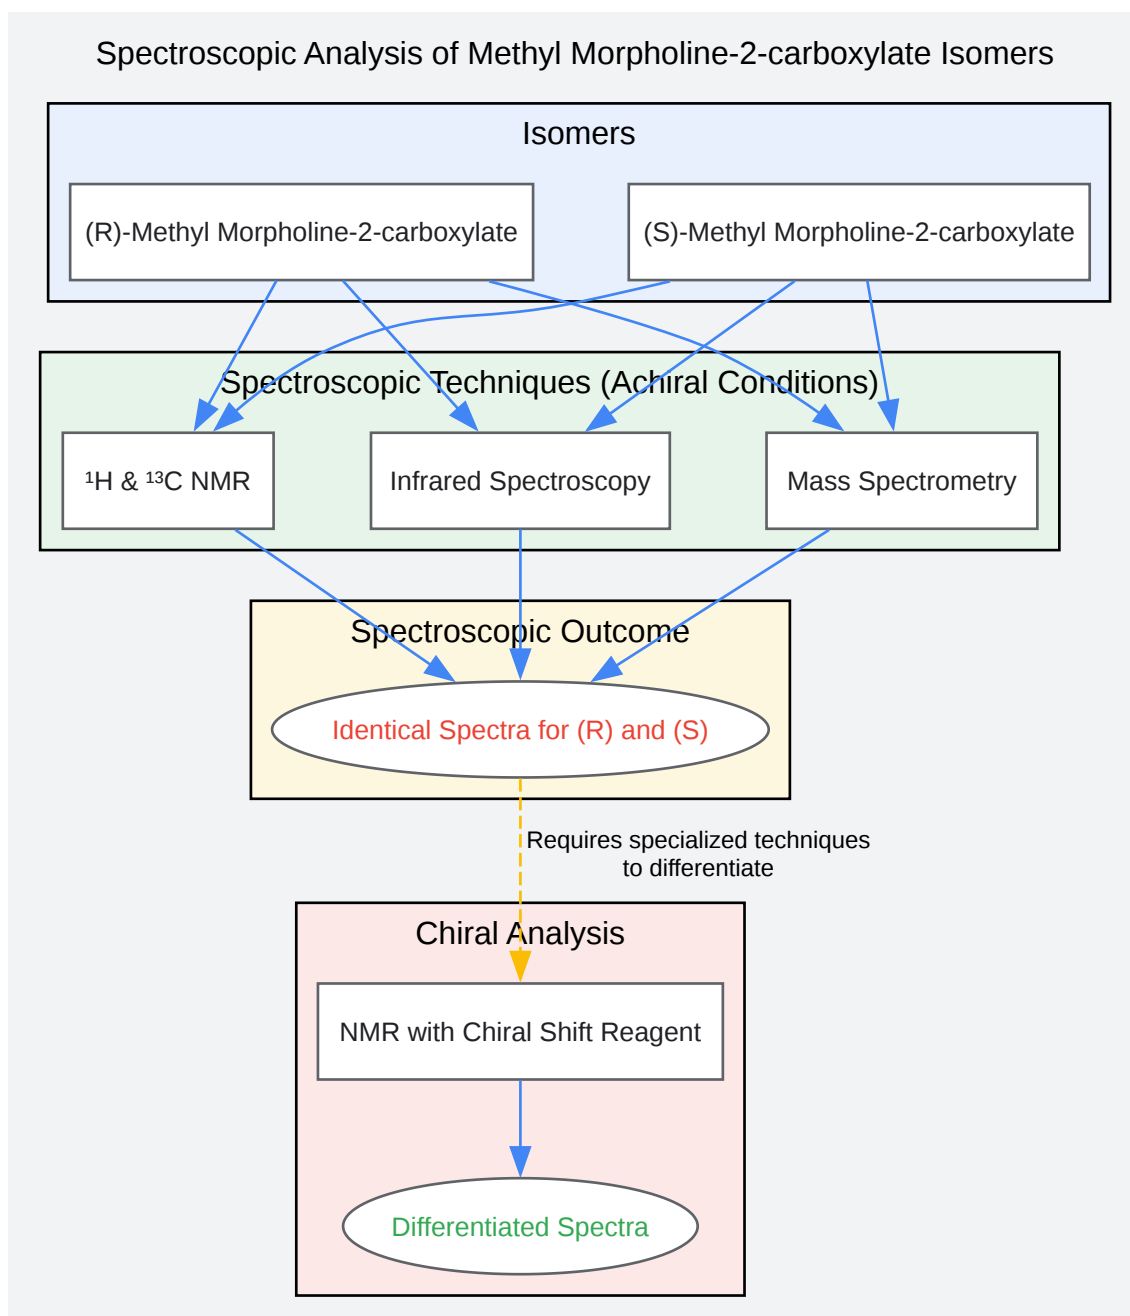 Spectroscopic Analysis of Methyl Morpholine-2-carboxylate Isomers
Isomers
(R)-Methyl Morpholine-2-carboxylate
(S)-Methyl Morpholine-2-carboxylate
Spectroscopic Techniques (Achiral Conditions)
¹H & ¹³C NMR
Infrared Spectroscopy
Mass Spectrometry
Spectroscopic Outcome
Identical Spectra for (R) and (S)
Requires specialized techniques
to differentiate
Chiral Analysis
NMR with Chiral Shift Reagent
Differentiated Spectra